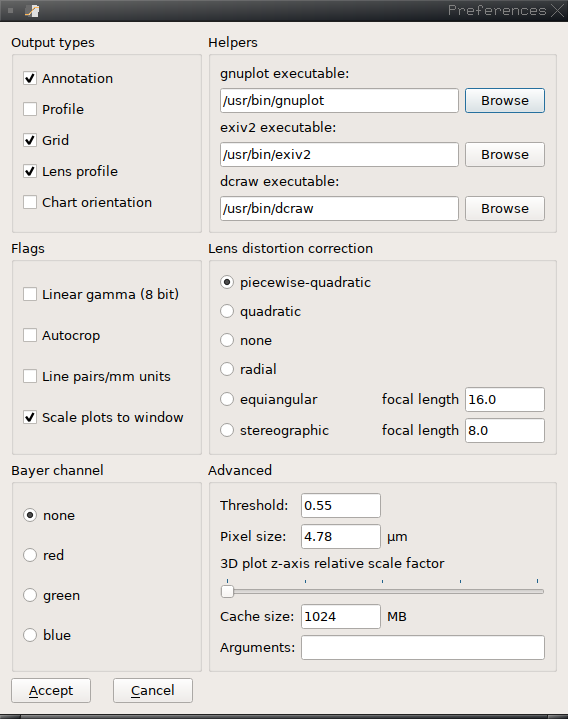 Preferences
Output types
Annotation
Profile
Grid
Lens profile
Chart orientation
Helpers
gnuplot executable:
/usr/bin/gnuplot Browse
exiv2 executable:
/usr/bin/exiv2 Browse
dcraw executable:
/usr/bin/dcraw Browse
Flags
Linear gamma (8 bit)
Autocrop
Line pairs/mm units
Scale plots to window
Lens distortion correction
piecewise-quadratic
quadratic
none
radial
equiangular focal length 16.0
stereographic focal length 8.0
Bayer channel
none
red
green
blue
Advanced
Threshold: 0.55
Pixel size: 4.78 µm
3D plot z-axis relative scale factor
Cache size: 1024 MB
Arguments:
Accept Cancel